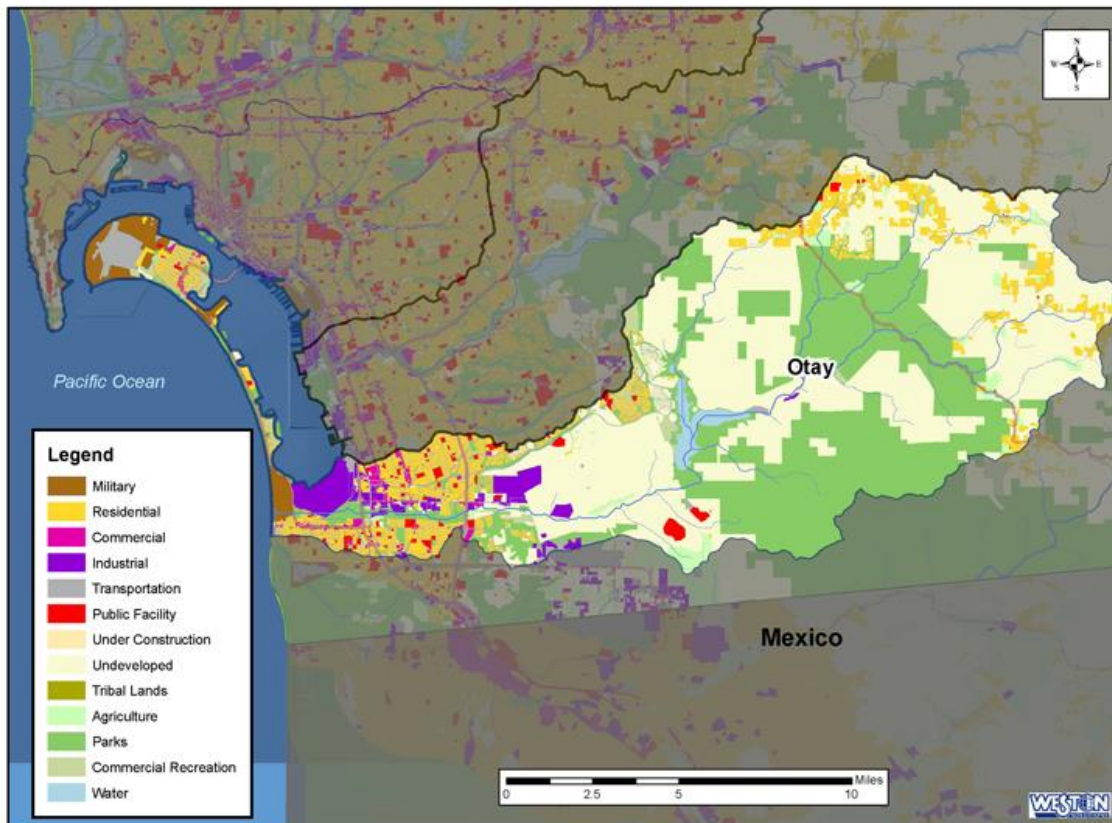 N
W E
S
Otay
Pacific Ocean
Legend
Military
Residential
Commercial
Industrial
Transportation
Public Facility
Under Construction
Undeveloped
Tribal Lands
Agriculture
Parks
Commercial Recreation
Water
Mexico
Miles
0 2.5 5 10
WESTON